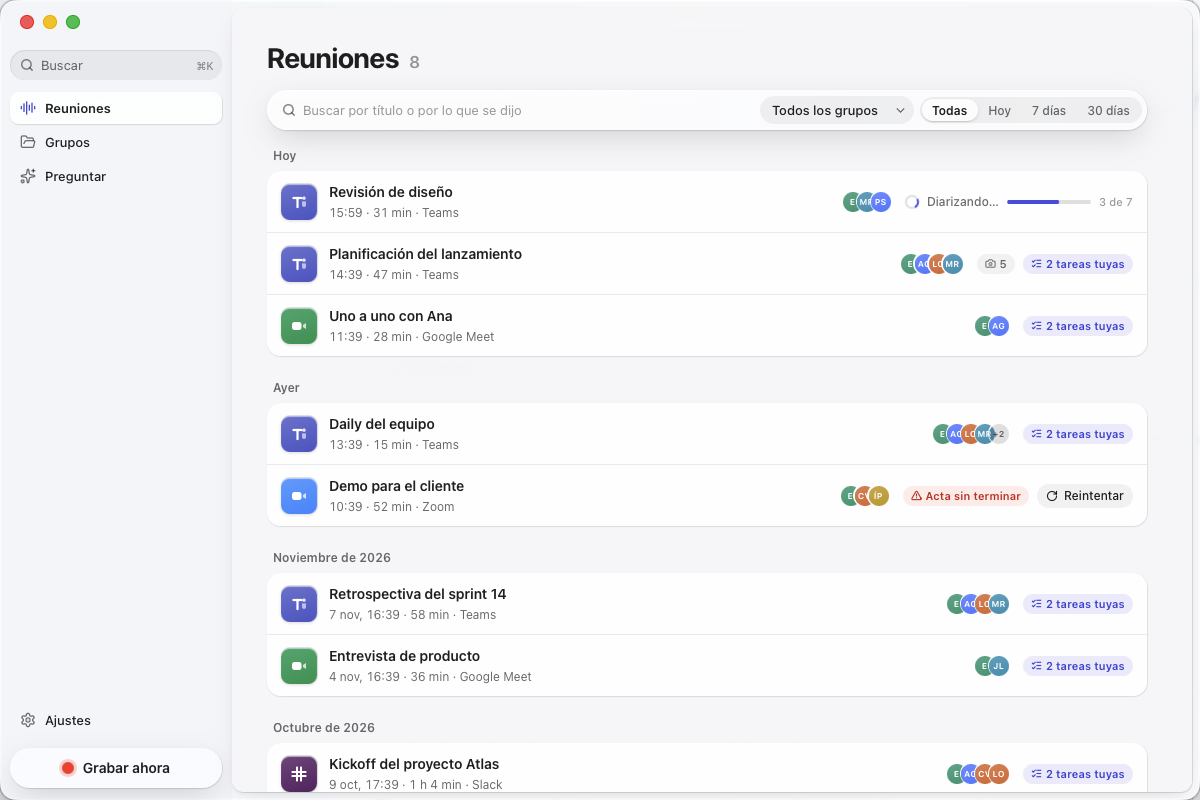 Buscar ⌘K
Reuniones
Grupos
Preguntar
Ajustes
Grabar ahora
Reuniones 8
Buscar por título o por lo que se dijo
Todos los grupos
Todas Hoy 7 días 30 días
Hoy
Revisión de diseño
15:59 · 31 min · Teams
E PS Diarizando... 3 de 7
Planificación del lanzamiento
14:39 · 47 min · Teams
E MR 5 2 tareas tuyas
Uno a uno con Ana
11:39 · 28 min · Google Meet
E AG 2 tareas tuyas
Ayer
Daily del equipo
13:39 · 15 min · Teams
E +2 2 tareas tuyas
Demo para el cliente
10:39 · 52 min · Zoom
E ÍP Acta sin terminar Reintentar
Noviembre de 2026
Retrospectiva del sprint 14
7 nov, 16:39 · 58 min · Teams
E MR 2 tareas tuyas
Entrevista de producto
4 nov, 16:39 · 36 min · Google Meet
E JL 2 tareas tuyas
Octubre de 2026
Kickoff del proyecto Atlas
9 oct, 17:39 · 1 h 4 min · Slack
E LO 2 tareas tuyas